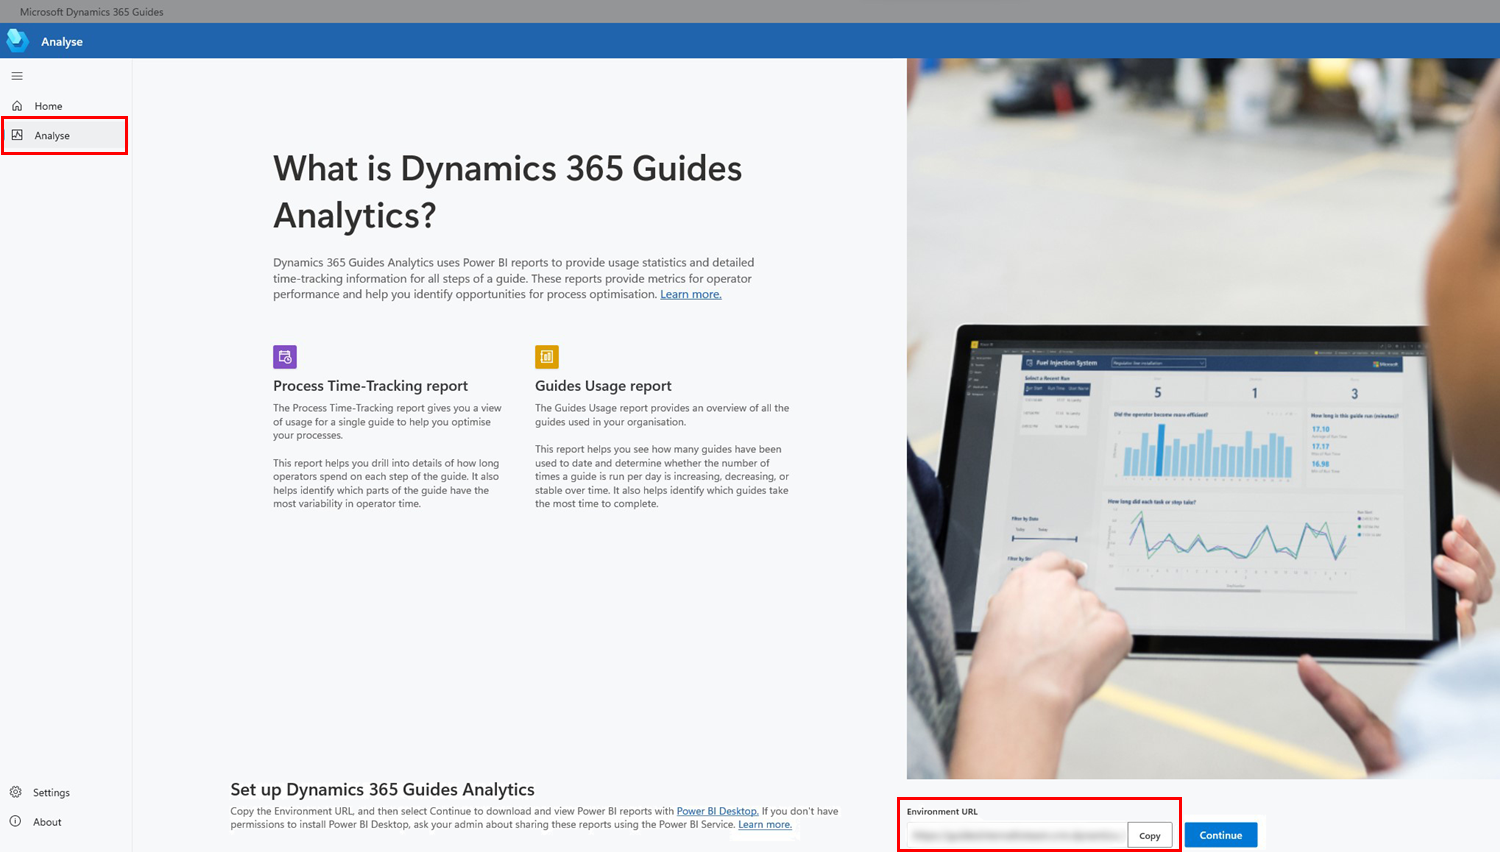 Microsoft Dynamics 365 Guides
Analyse
Home
Analyse
What is Dynamics 365 Guides
Analytics?
Dynamics 365 Guides Analytics uses Power BI reports to provide usage statistics and detailed
time-tracking information for all steps of a guide. These reports provide metrics for operator
performance and help you identify opportunities for process optimisation. Learn more.
Process Time-Tracking report
The Process Time-Tracking report gives you a view
of usage for a single guide to help you optimise
your processes.
This report helps you drill into details of how long
operators spend on each step of the guide. It also
helps identify which parts of the guide have the
most variability in operator time.
Guides Usage report
The Guides Usage report provides an overview of all the
guides used in your organisation.
This report helps you see how many guides have been
used to date and determine whether the number of
times a guide is run per day is increasing, decreasing, or
stable over time. It also helps identify which guides take
the most time to complete.
Fuel Injection System
Microsoft
Select a Recent Run
5
1
3
Did the operator become more efficient?
How long is this guide run (minutes)?
17.10
17.17
16.98
How long did each task or step take?
Filter by Date
Settings
About
Set up Dynamics 365 Guides Analytics
Copy the Environment URL, and then select Continue to download and view Power BI reports with Power BI Desktop. If you don't have
permissions to install Power BI Desktop, ask your admin about sharing these reports using the Power BI Service. Learn more.
Environment URL
Copy
Continue